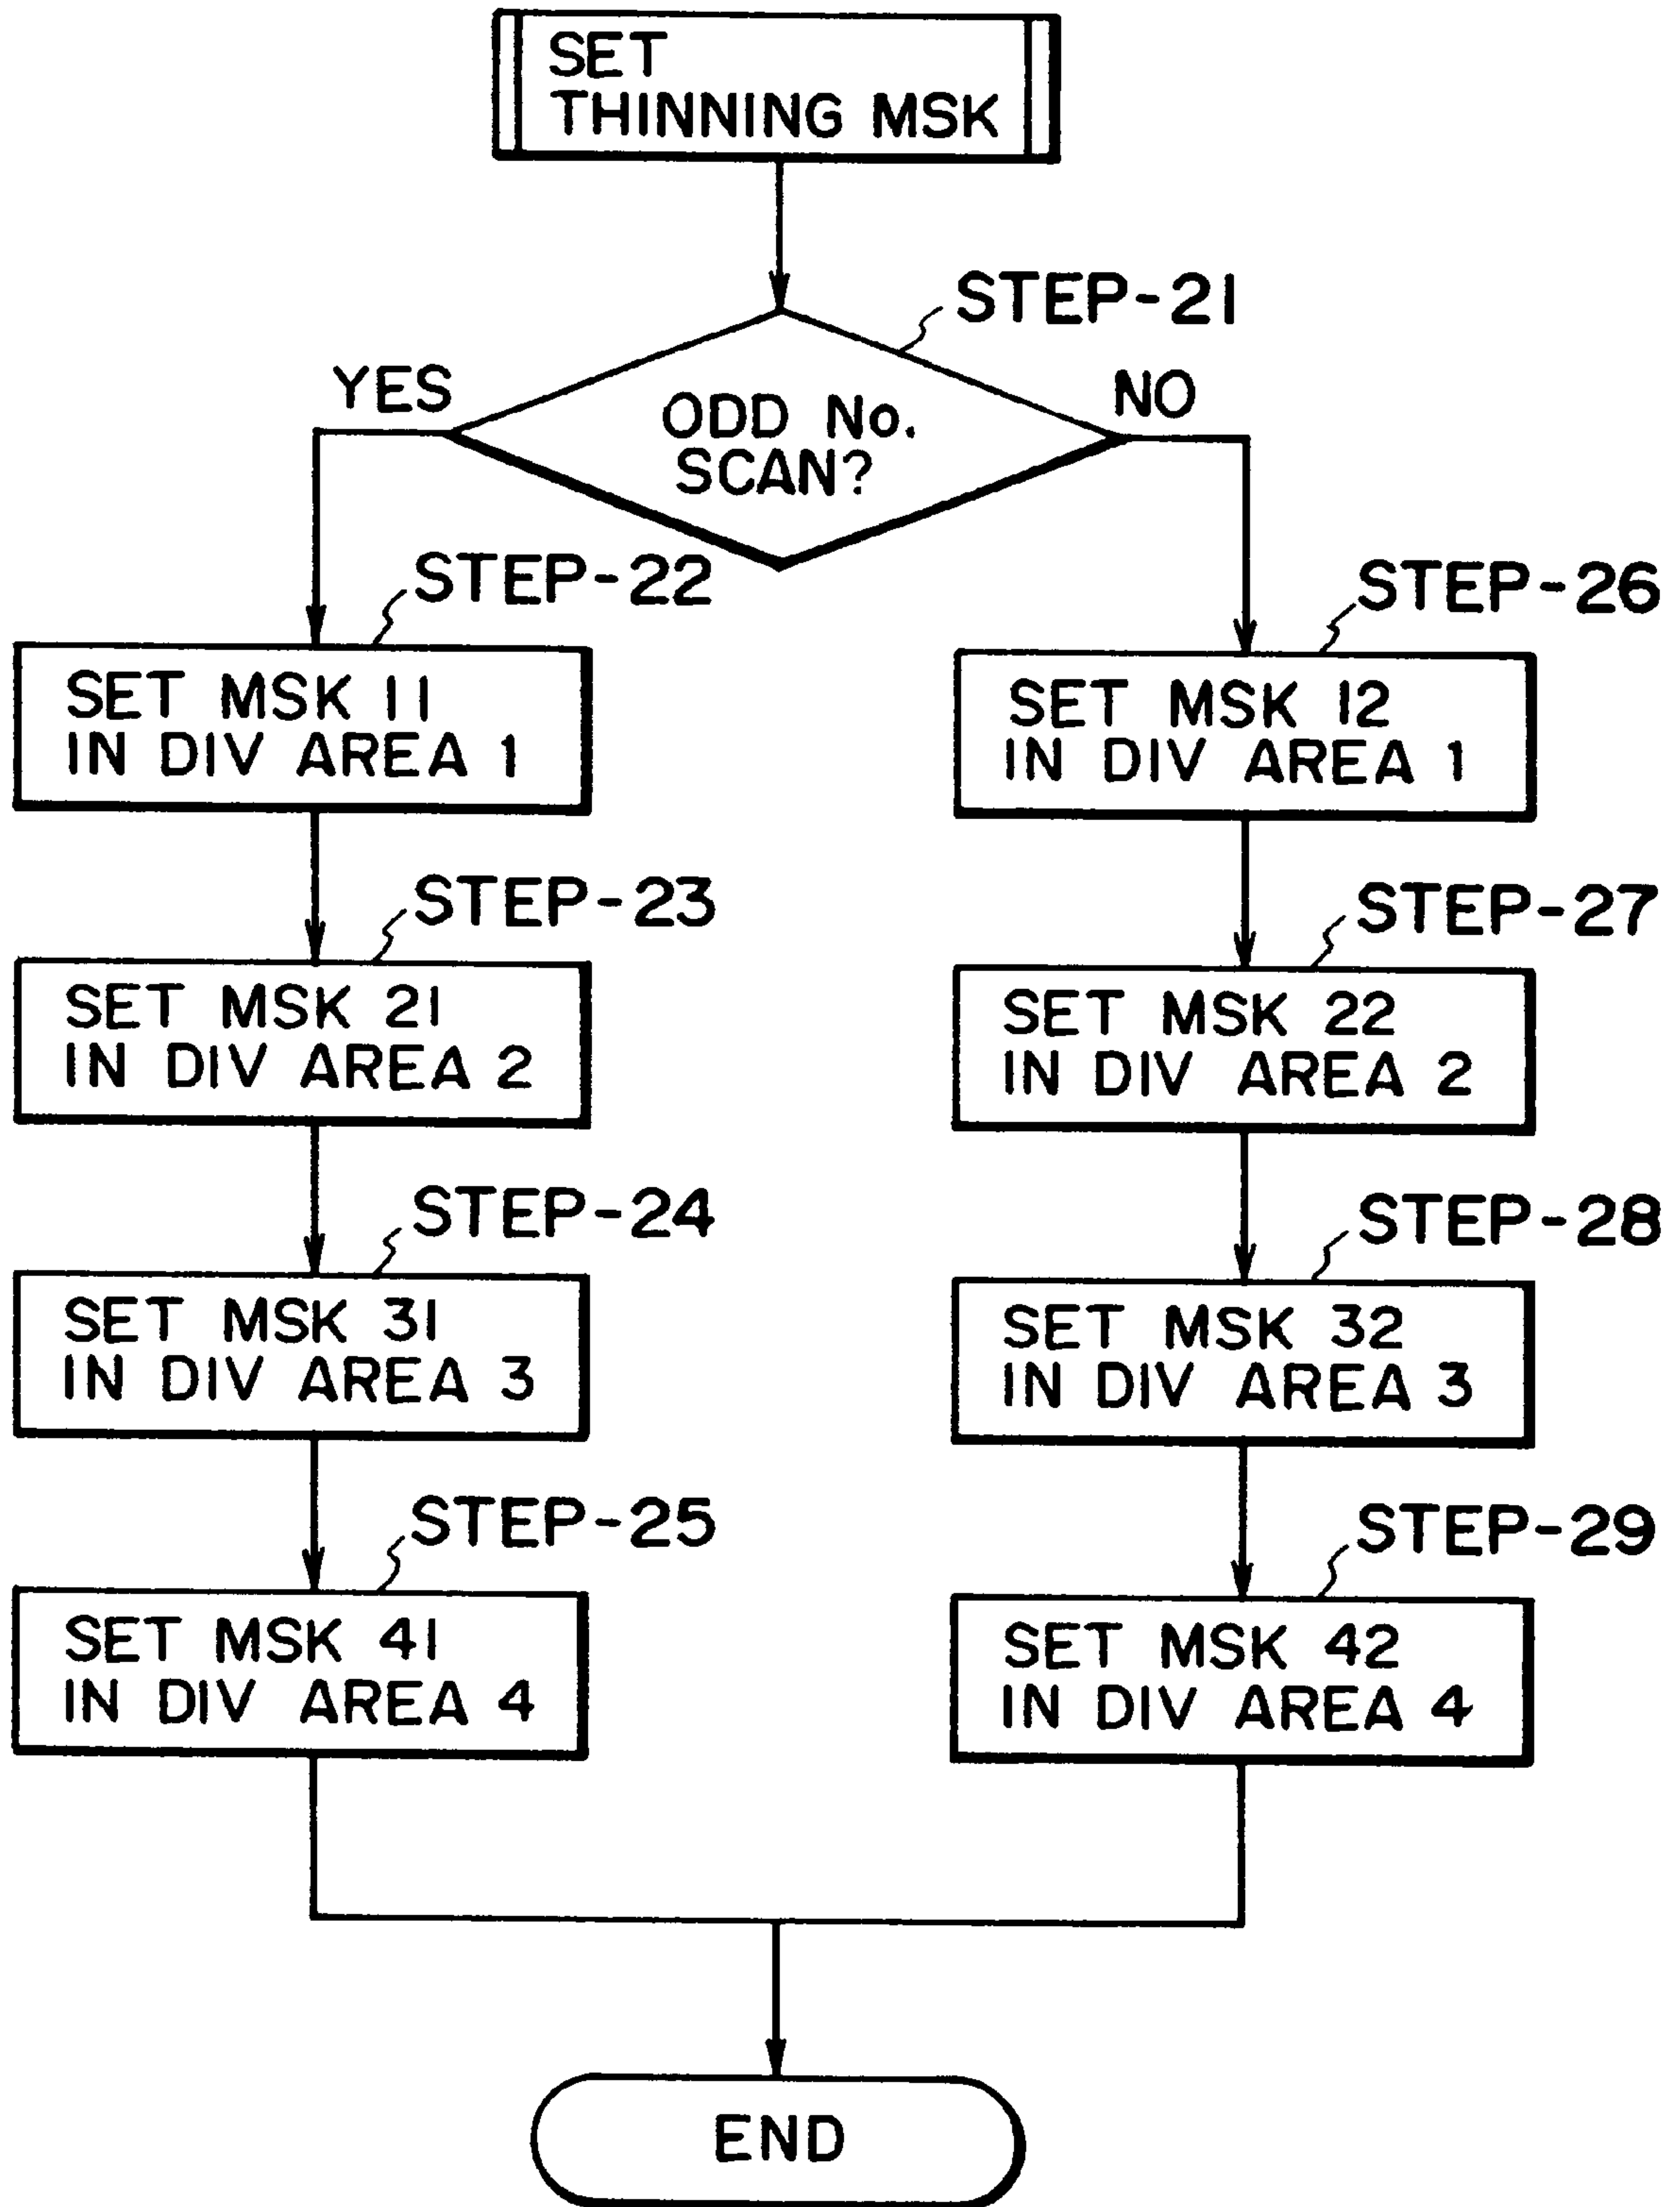 SET
THINNING MSK
STEP-21
YES
NO
ODD No.
SCAN?
STEP-22
SET MSK 11
IN DIV AREA 1
STEP-23
SET MSK 21
IN DIV AREA 2
STEP-24
SET MSK 31
IN DIV AREA 3
STEP-25
SET MSK 41
IN DIV AREA 4
STEP-26
SET MSK 12
IN DIV AREA 1
STEP-27
SET MSK 22
IN DIV AREA 2
STEP-28
SET MSK 32
IN DIV AREA 3
STEP-29
SET MSK 42
IN DIV AREA 4
END